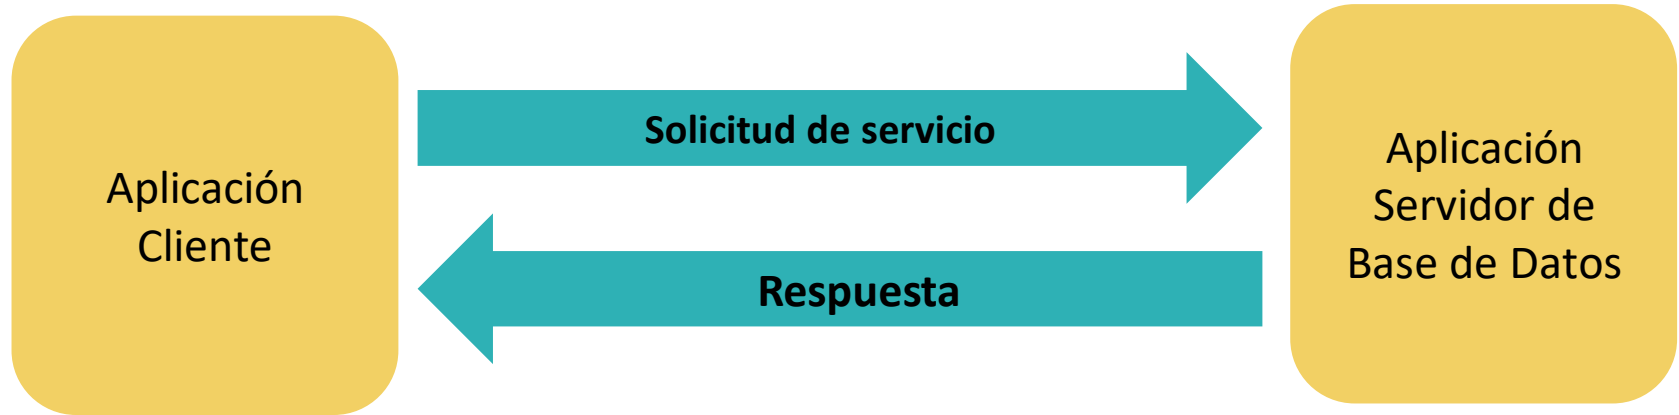 Aplicación
Cliente
Solicitud de servicio
Respuesta
Aplicación
Servidor de
Base de Datos